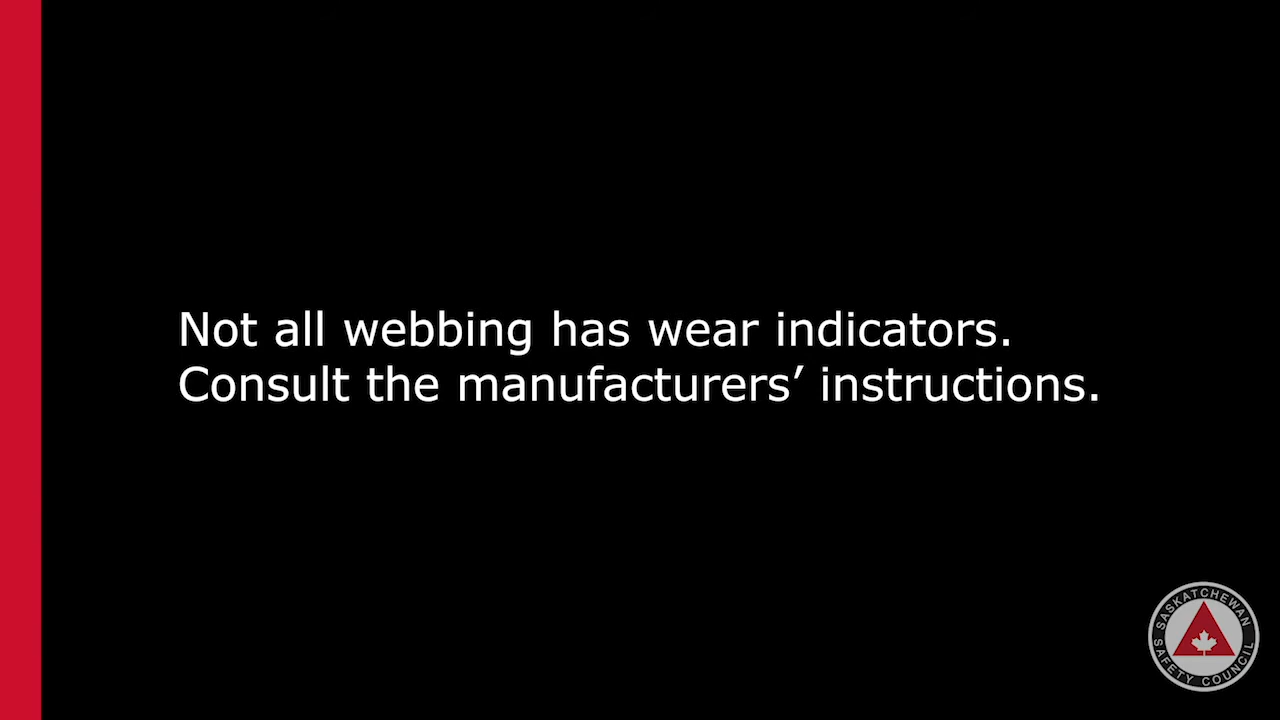 Not all webbing has wear indicators.
Consult the manufacturers’ instructions.
SASKATCHEWAN
SAFETY COUNCIL